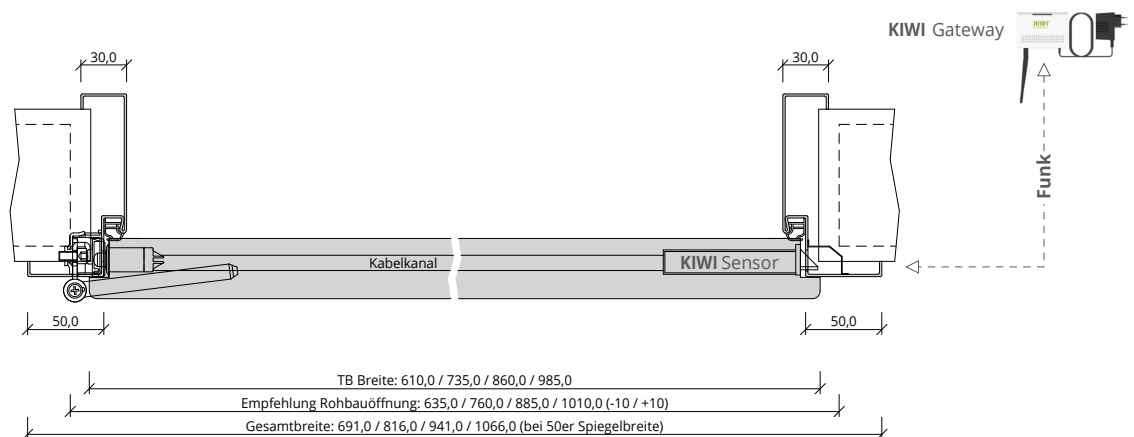 KIWI Gateway
KIWI
30,0
30,0
Funk
Kabelkanal
KIWI Sensor
50,0
50,0
TB Breite: 610,0 / 735,0 / 860,0 / 985,0
Empfehlung Rohbauöffnung: 635,0 / 760,0 / 885,0 / 1010,0 (-10 / +10)
Gesamtbreite: 691,0 / 816,0 / 941,0 / 1066,0 (bei 50er Spiegelbreite)